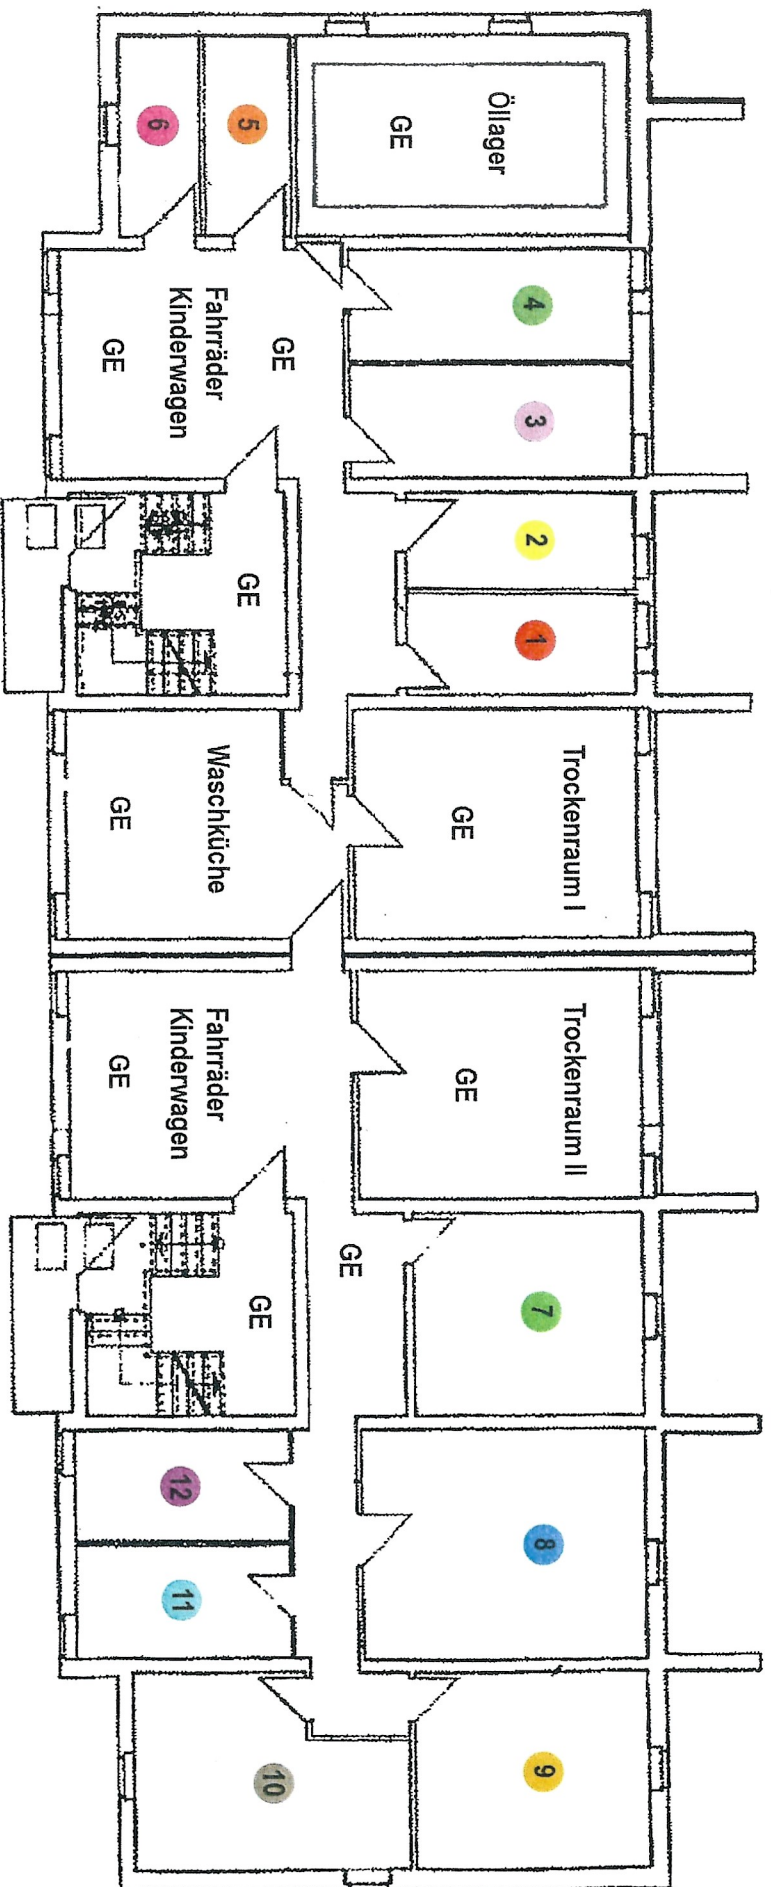 Öllager
GE
5
6
4
3
Fahrräder
Kinderwagen
GE
GE
2
1
GE
Trockenraum I
GE
Waschküche
GE
Trockenraum II
GE
Fahrräder
Kinderwagen
GE
7
GE
GE
8
12
11
9
10